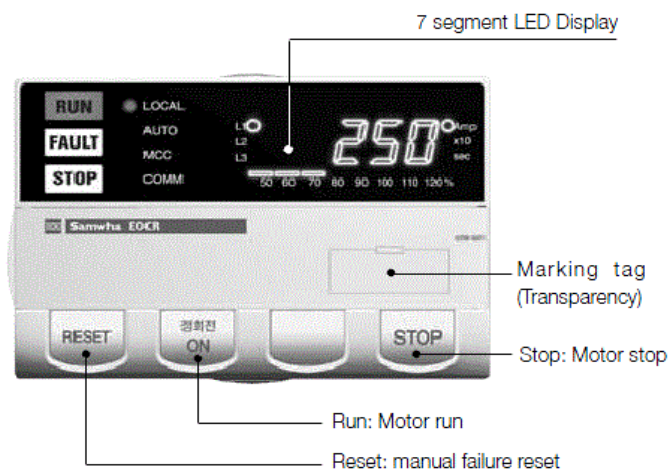 7 segment LED Display
RUN
LOCAL
FAULT
AUTO
MCC
STOP
COMMI
L1
L2
L3
250
Amp
x10
sec
50 60 70 80 90 100 110 120%
Samwha EOCR
Marking tag
(Transparency)
RESET
정회전
ON
STOP
Stop: Motor stop
Run: Motor run
Reset: manual failure reset